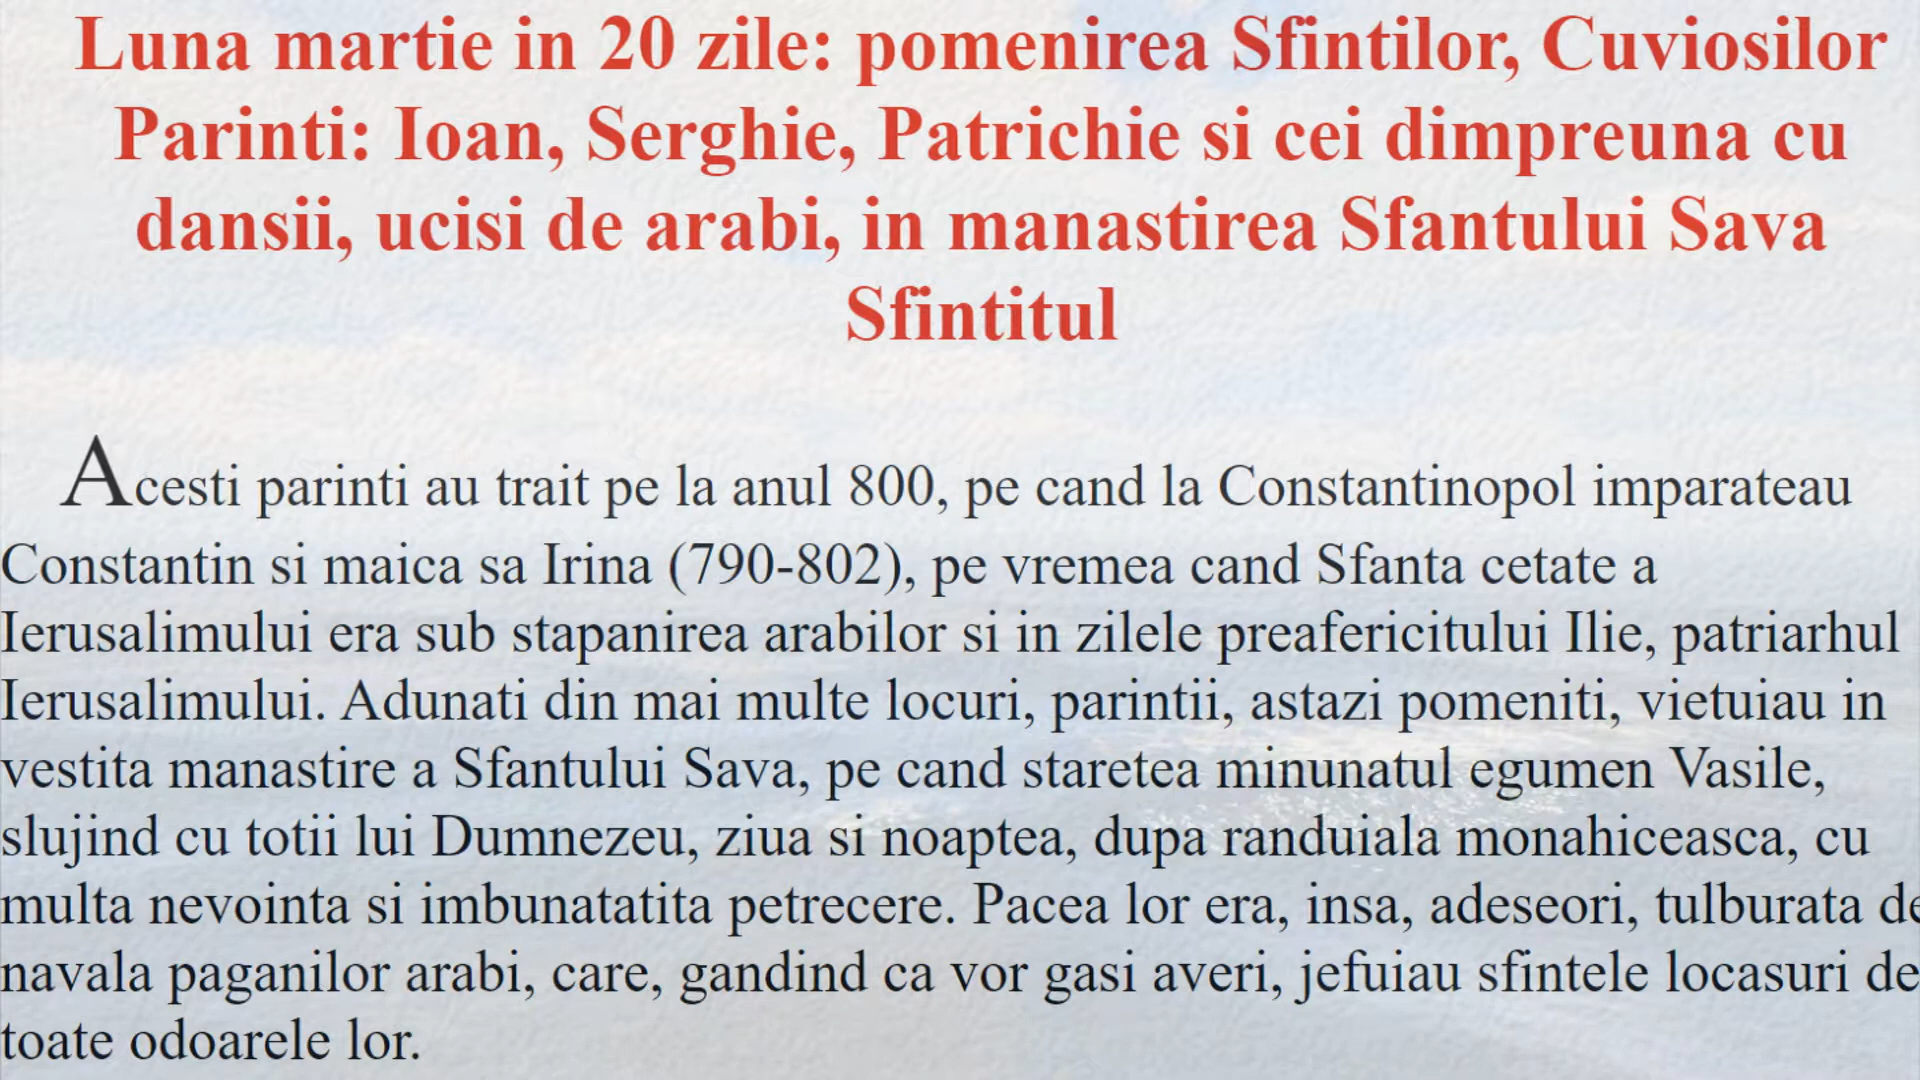 Luna martie in 20 zile: pomenirea Sfintilor, Cuviosilor
Parinti: Ioan, Serghie, Patrichie si cei dimpreuna cu
dansii, ucisi de arabi, in manastirea Sfantului Sava
Sfintitul
Acesti parinti au trait pe la anul 800, pe cand la Constantinopol imparateau
Constantin si maica sa Irina (790-802), pe vremea cand Sfanta cetate a
Ierusalimului era sub stapanirea arabilor si in zilele preafericitului Ilie, patriarhul
Ierusalimului. Adunati din mai multe locuri, parintii, astazi pomeniti, vietuiau in
vestita manastire a Sfantului Sava, pe cand staretea minunatul egumen Vasile,
slujind cu totii lui Dumnezeu, ziua si noaptea, dupa randuiala monahiceasca, cu
multa nevointa si imbunatatita petrecere. Pacea lor era, insa, adeseori, tulburata de
navala paganilor arabi, care, gandind ca vor gasi averi, jefuiau sfintele locasuri de
toate odoarele lor.